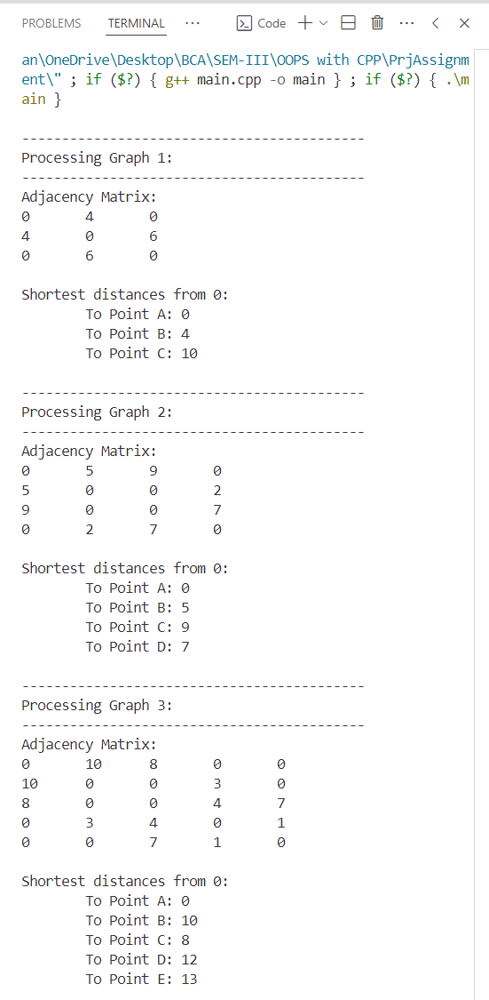 PROBLEMS TERMINAL ... Code
an\OneDrive\Desktop\BCA\SEM-III\OOPS with CPP\PrjAssignm
ent\" ; if ($?) { g++ main.cpp -o main } ; if ($?) { .\m
ain }
-------------------------------------------
Processing Graph 1:
-------------------------------------------
Adjacency Matrix:
0 4 0
4 0 6
0 6 0
Shortest distances from 0:
To Point A: 0
To Point B: 4
To Point C: 10
-------------------------------------------
Processing Graph 2:
-------------------------------------------
Adjacency Matrix:
0 5 9 0
5 0 0 2
9 0 0 7
0 2 7 0
Shortest distances from 0:
To Point A: 0
To Point B: 5
To Point C: 9
To Point D: 7
-------------------------------------------
Processing Graph 3:
-------------------------------------------
Adjacency Matrix:
0 10 8 0 0
10 0 0 3 0
8 0 0 4 7
0 3 4 0 1
0 0 7 1 0
Shortest distances from 0:
To Point A: 0
To Point B: 10
To Point C: 8
To Point D: 12
To Point E: 13